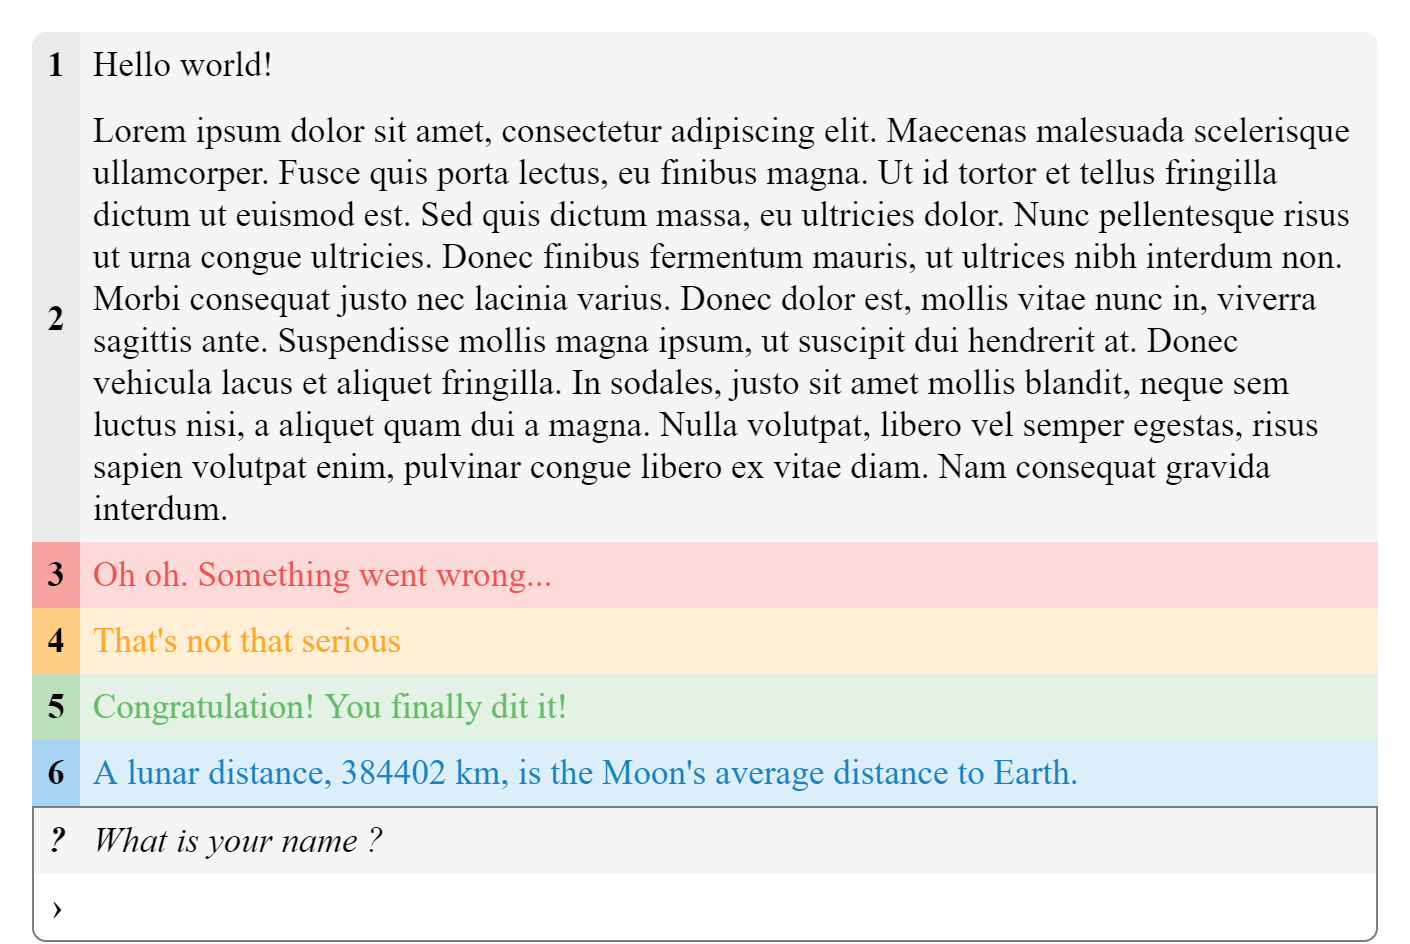 1 Hello world!
Lorem ipsum dolor sit amet, consectetur adipiscing elit. Maecenas malesuada scelerisque
ullamcorper. Fusce quis porta lectus, eu finibus magna. Ut id tortor et tellus fringilla
dictum ut euismod est. Sed quis dictum massa, eu ultricies dolor. Nunc pellentesque risus
ut urna congue ultricies. Donec finibus fermentum mauris, ut ultrices nibh interdum non.
2 Morbi consequat justo nec lacinia varius. Donec dolor est, mollis vitae nunc in, viverra
sagittis ante. Suspendisse mollis magna ipsum, ut suscipit dui hendrerit at. Donec
vehicula lacus et aliquet fringilla. In sodales, justo sit amet mollis blandit, neque sem
luctus nisi, a aliquet quam dui a magna. Nulla volutpat, libero vel semper egestas, risus
sapien volutpat enim, pulvinar congue libero ex vitae diam. Nam consequat gravida
interdum.
3 Oh oh. Something went wrong...
4 That's not that serious
5 Congratulation! You finally dit it!
6 A lunar distance, 384402 km, is the Moon's average distance to Earth.
? What is your name ?
›